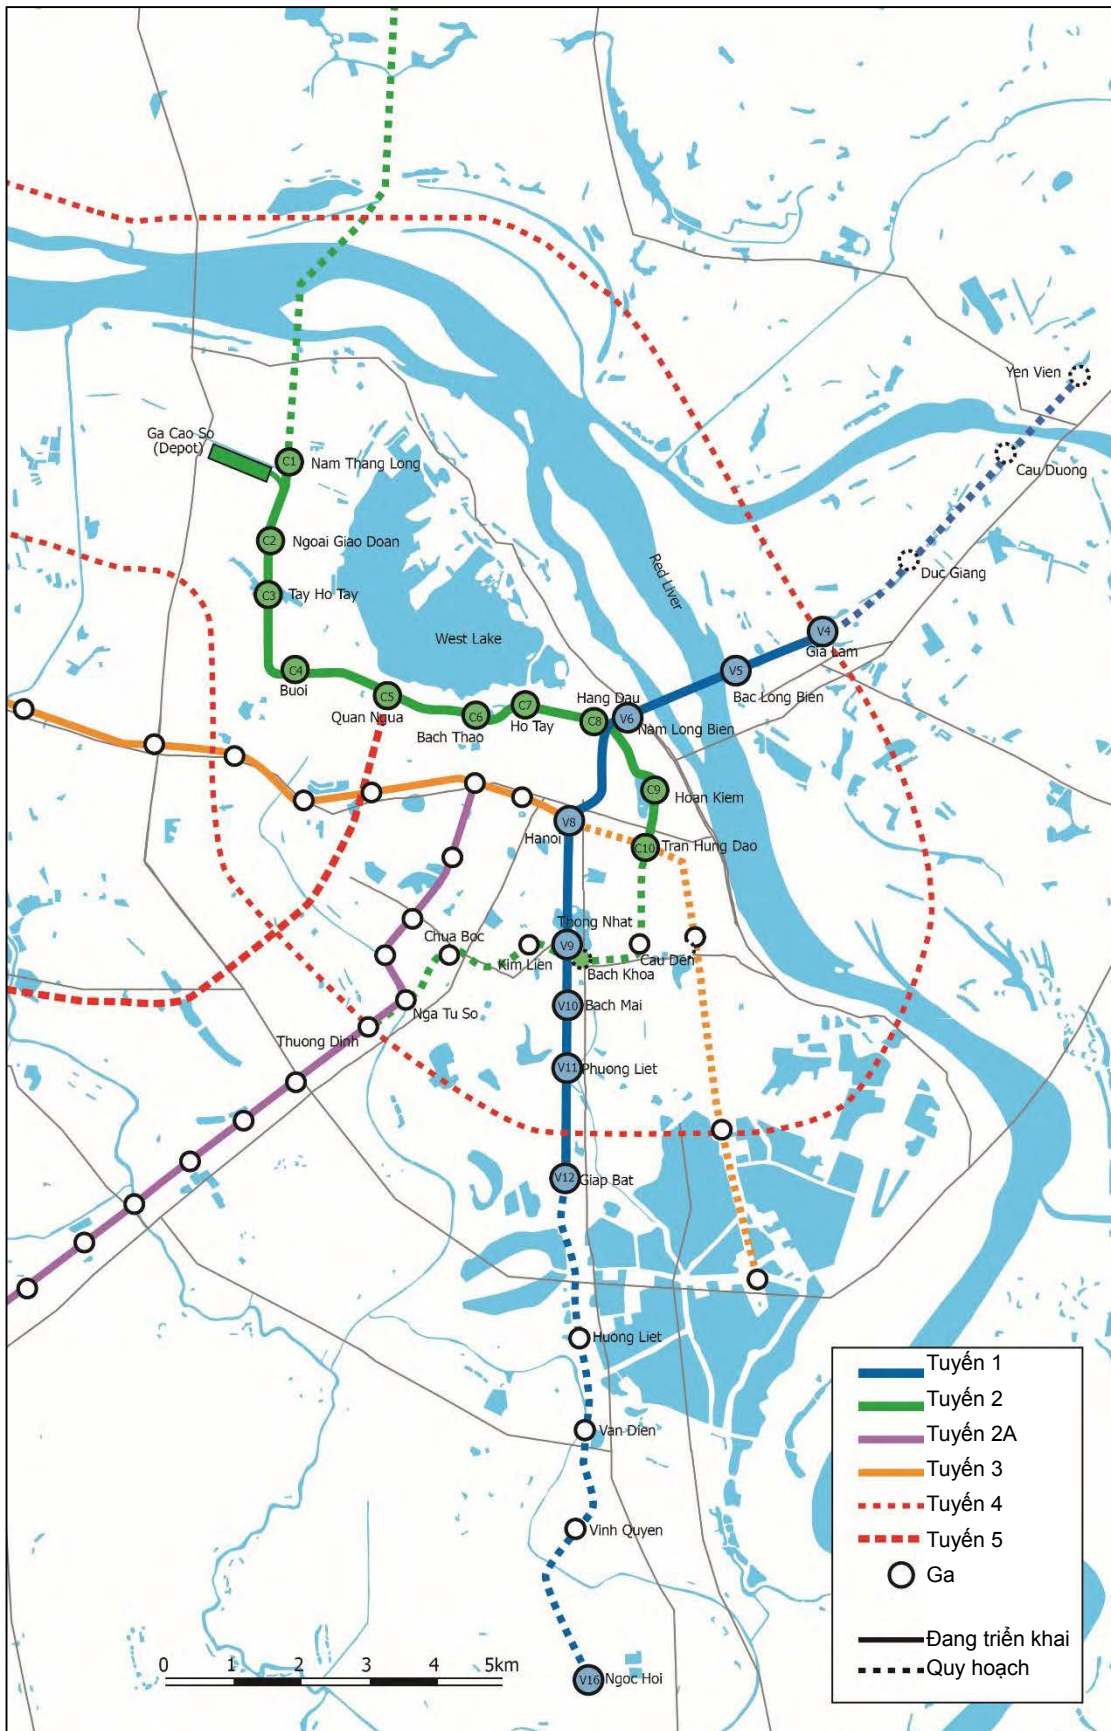 Yen Vien
Ga Cao So
(Depot)
C1
Nam Thang Long
Cau Duong
C2
Ngoai Giao Doan
Duc Giang
Red Liver
C3
Tay Ho Tay
V4
Gia Lam
West Lake
C4
Buoi
V5
Bac Long Bien
C5
Quan Ngua
C6
Bach Thao
C7
Ho Tay
Hang Dau
C8
V6
Nam Long Bien
C9
Hoan Kiem
V8
Hanoi
C10
Tran Hung Dao
Thong Nhat
Chua Boc
V9
Kim Lien
Cau Den
Bach Khoa
Nga Tu So
V10
Bach Mai
Thuong Dinh
V11
Phuong Liet
V12
Giap Bat
Huong Liet
Van Dien
Vinh Quyen
V16
Ngoc Hoi
0 1 2 3 4 5km
Tuyến 1
Tuyến 2
Tuyến 2A
Tuyến 3
Tuyến 4
Tuyến 5
Ga
Đang triển khai
Quy hoạch